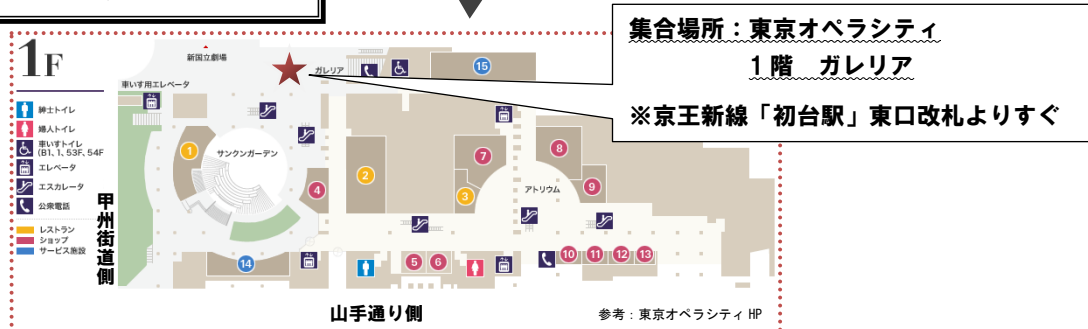 集合場所：東京オペラシティ
１階　ガレリア
※京王新線「初台駅」東口改札よりすぐ
1F
新国立劇場
ガレリア
車いす用エレベータ
15
紳士トイレ
婦人トイレ
車いすトイレ
(B1、1、53F、54F
エレベータ
エスカレータ
公衆電話
レストラン
ショップ
サービス施設
甲州街道側
サンクンガーデン
アトリウム
1
2
3
4
7
8
9
14
5
6
10
11
12
13
山手通り側
参考：東京オペラシティ HP